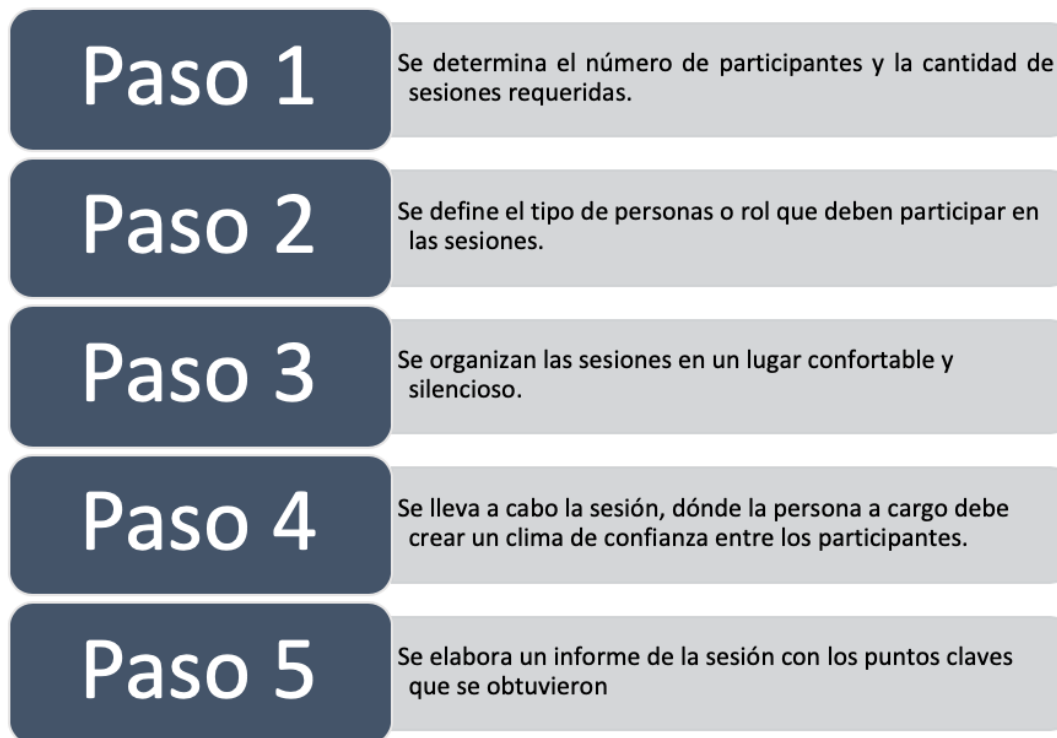 Paso 1
Se determina el número de participantes y la cantidad de
sesiones requeridas.
Paso 2
Se define el tipo de personas o rol que deben participar en
las sesiones.
Paso 3
Se organizan las sesiones en un lugar confortable y
silencioso.
Paso 4
Se lleva a cabo la sesión, dónde la persona a cargo debe
crear un clima de confianza entre los participantes.
Paso 5
Se elabora un informe de la sesión con los puntos claves
que se obtuvieron